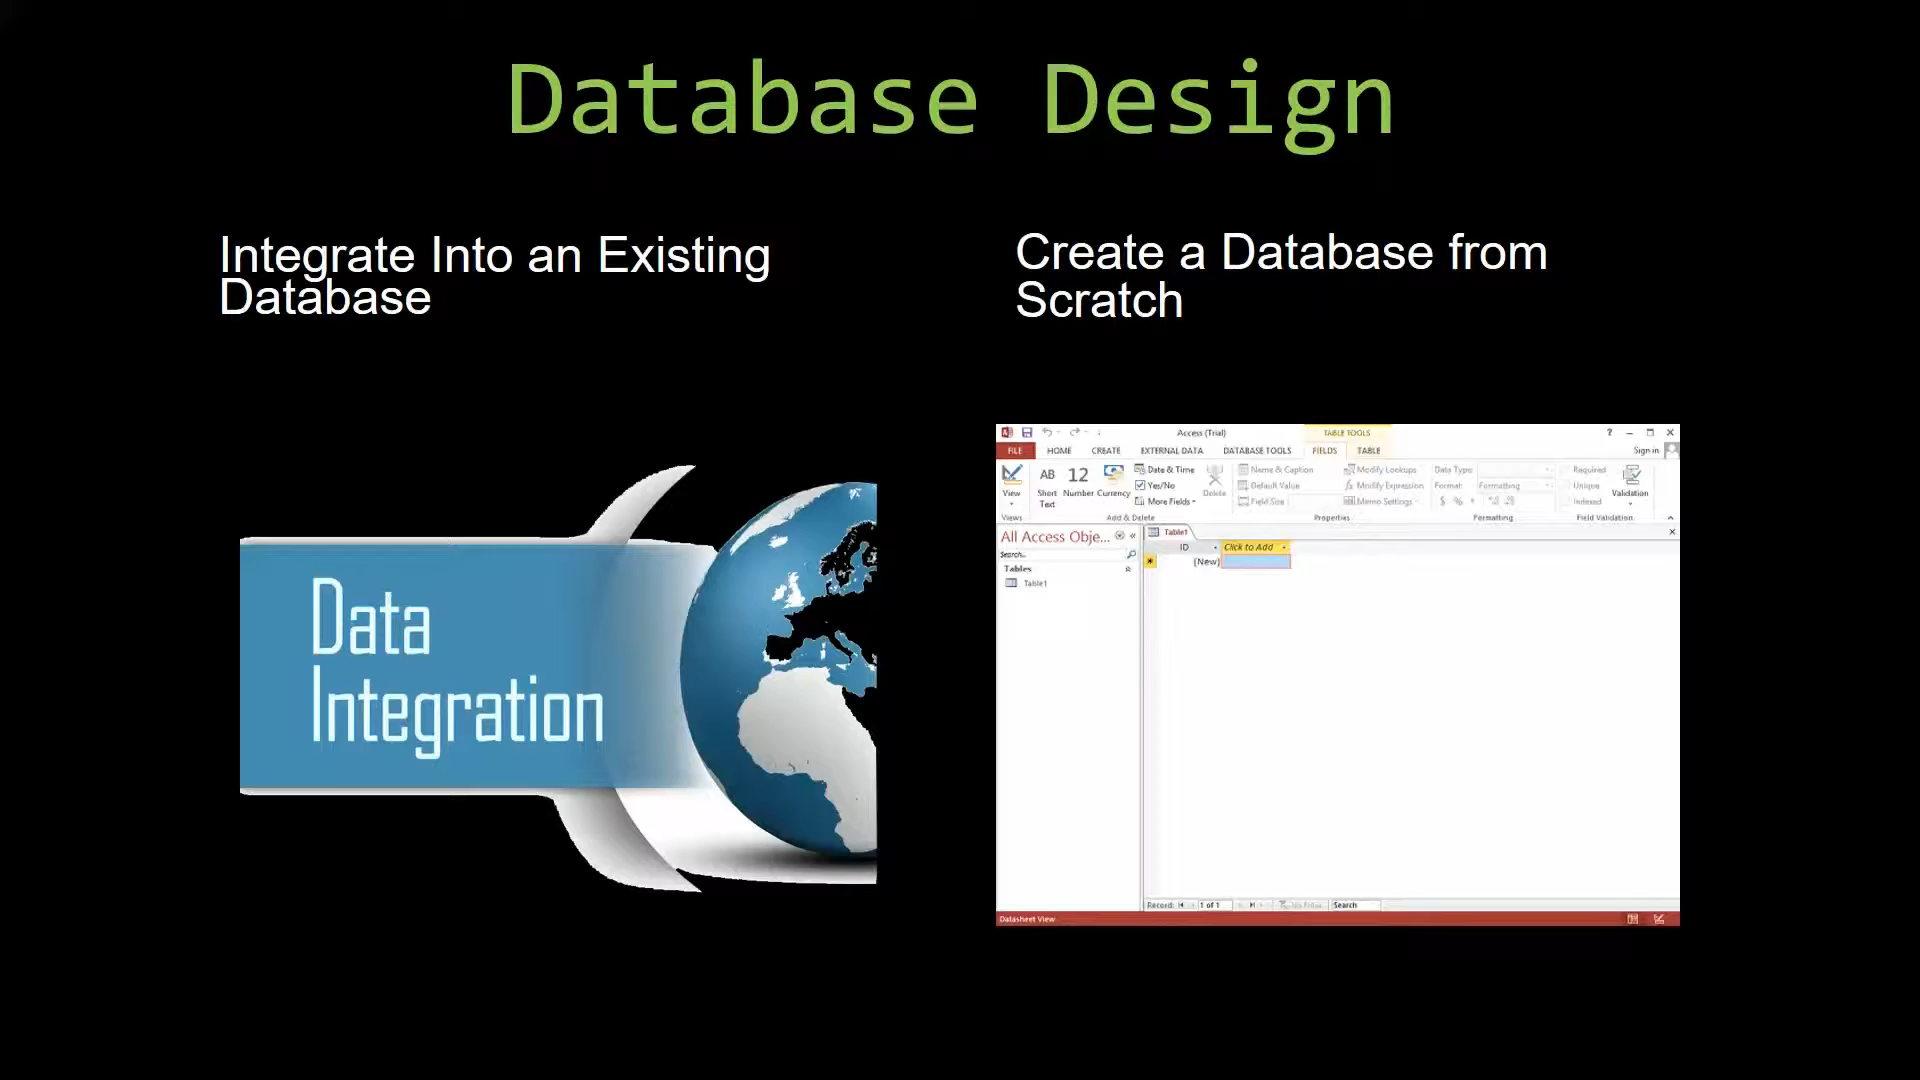 Database Design
Integrate Into an Existing
Database
Create a Database from
Scratch
Data
Integration
Access (Trial)
TABLE TOOLS
?
FILE
HOME
CREATE
EXTERNAL DATA
DATABASE TOOLS
FIELDS
TABLE
Sign in
View
AB
Short
Text
12
Number
Currency
Date & Time
Yes/No
More Fields
Delete
Name & Caption
Default Value
Field Size
Modify Lookups
fx Modify Expression
Memo Settings
Data Type:
Format: Formatting
$ %
Required
Unique
Indexed
Validation
Views
Add & Delete
Properties
Formatting
Field Validation
All Access Obje...
Search...
Tables
Table1
Table1
ID
Click to Add
(New)
Record:
1 of 1
No Filter
Search
Datasheet View